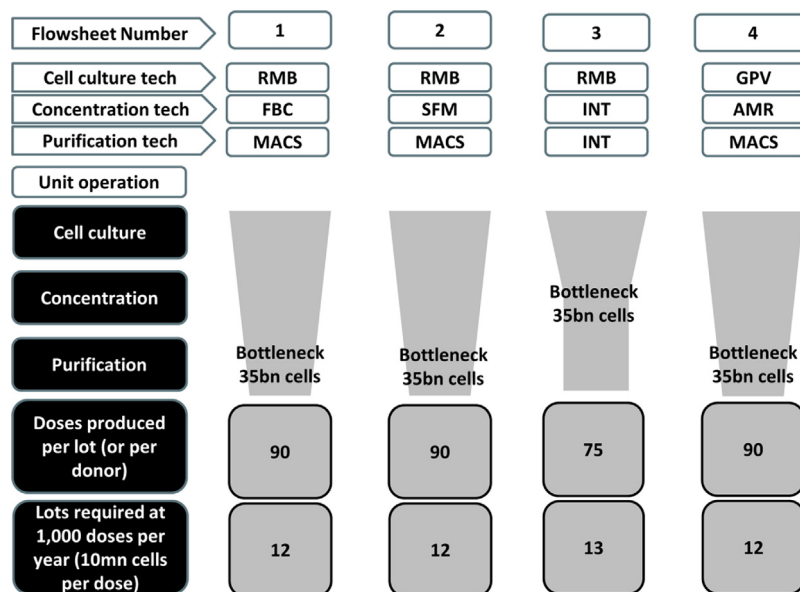 Flowsheet Number 1 2 3 4
Cell culture tech RMB RMB RMB GPV
Concentration tech FBC SFM INT AMR
Purification tech MACS MACS INT MACS
Unit operation
Cell culture
Concentration
Bottleneck
35bn cells
Purification
Bottleneck
35bn cells
Bottleneck
35bn cells
Bottleneck
35bn cells
Doses produced
per lot (or per
donor)
90 90 75 90
Lots required at
1,000 doses per
year (10mn cells
per dose)
12 12 13 12